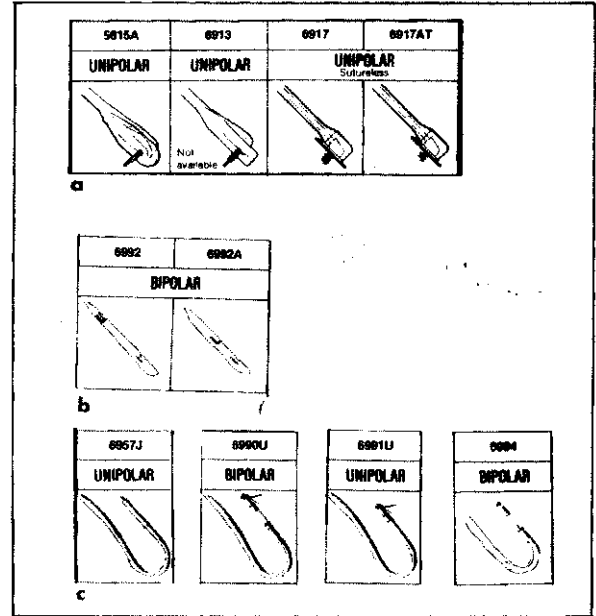 5815A 6913 6917 6917AT
UNIPOLAR UNIPOLAR UNIPOLAR
Sutureless
Not
available
a
6992 6992A
BIPOLAR
b
6957J 6990U 6991U 6994
UNIPOLAR BIPOLAR UNIPOLAR BIPOLAR
c